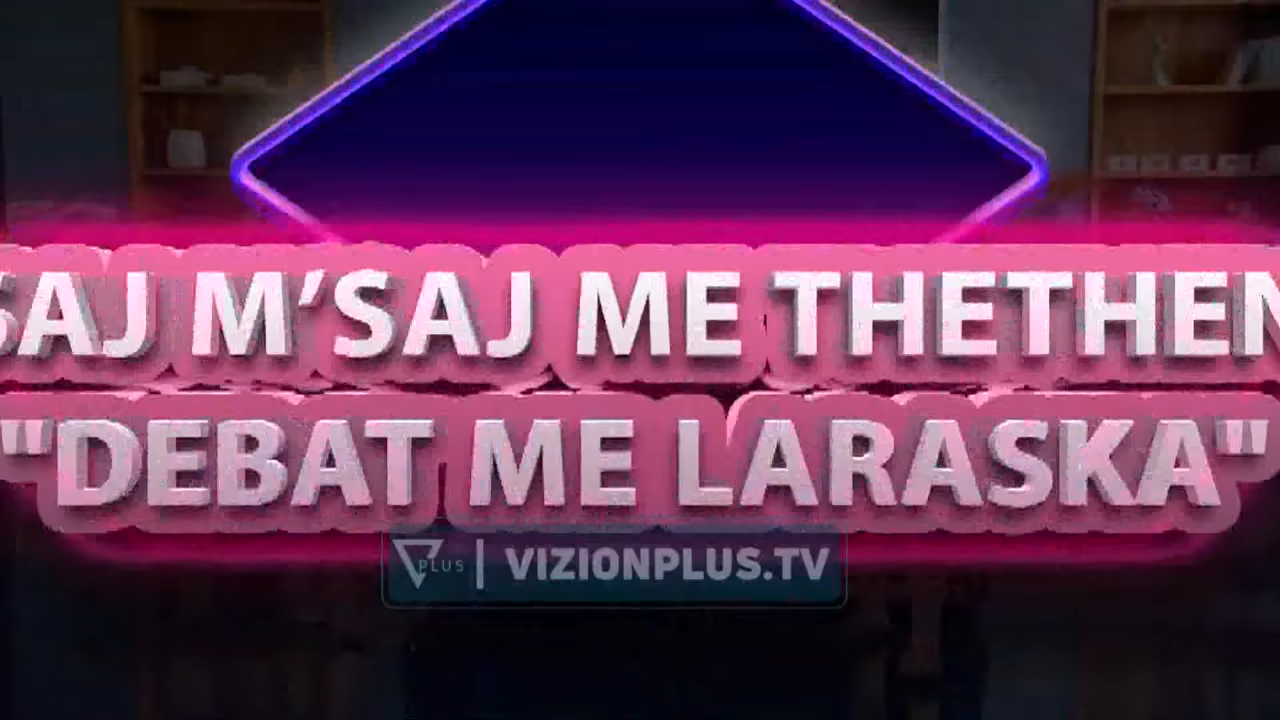 SAJ M'SAJ ME THETHEN
"DEBAT ME LARASKA"
PLUS | VIZIONPLUS.TV